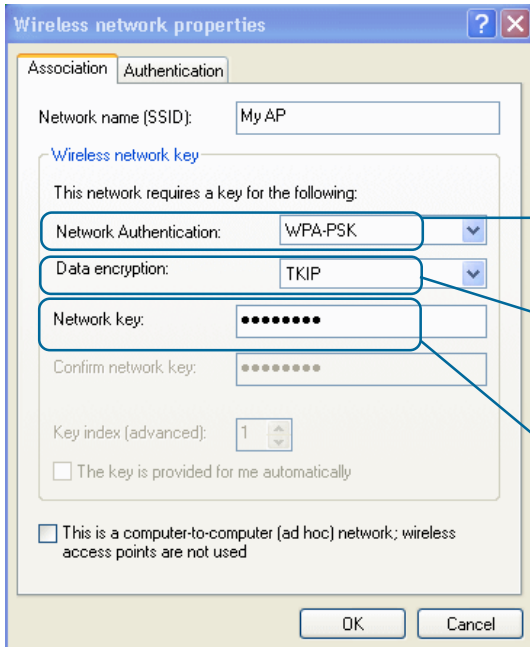 Wireless network properties
Association Authentication
Network name (SSID): My AP
Wireless network key
This network requires a key for the following:
Network Authentication: WPA-PSK
Data encryption: TKIP
Network key: ••••••••
Confirm network key: ••••••••
Key index (advanced): 1
The key is provided for me automatically
This is a computer-to-computer (ad hoc) network; wireless
access points are not used
OK Cancel